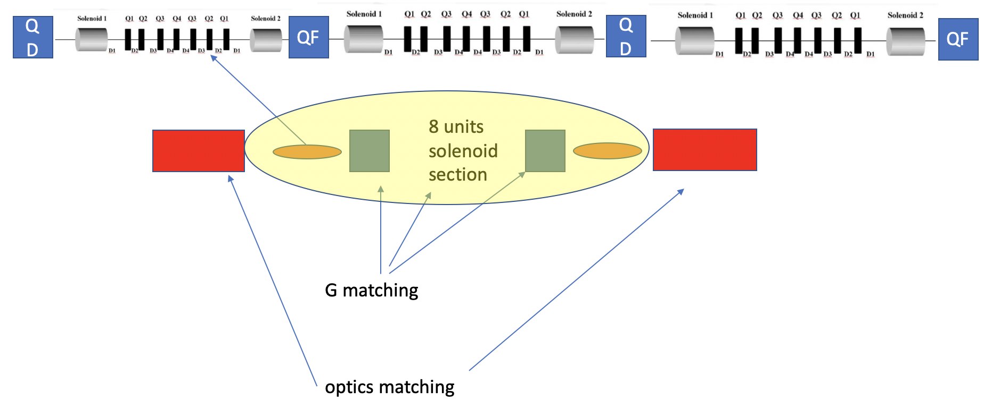 Solenoid 1 Q1 Q2 Q3 Q4 Q3 Q2 Q1 Solenoid 2
Q
D
D1 D2 D3 D4 D4 D3 D2 D1
QF
Solenoid 1 Q1 Q2 Q3 Q4 Q3 Q2 Q1 Solenoid 2
D1 D2 D3 D4 D4 D3 D2 D1
Q
D
Solenoid 1 Q1 Q2 Q3 Q4 Q3 Q2 Q1 Solenoid 2
D1 D2 D3 D4 D4 D3 D2 D1
QF
8 units
solenoid
section
G matching
optics matching